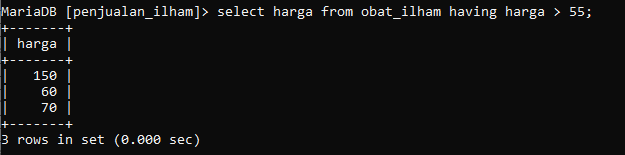 MariaDB [penjualan_ilham]> select harga from obat_ilham having harga > 55;
+-------+
| harga |
+-------+
|   150 |
|    60 |
|    70 |
+-------+
3 rows in set (0.000 sec)